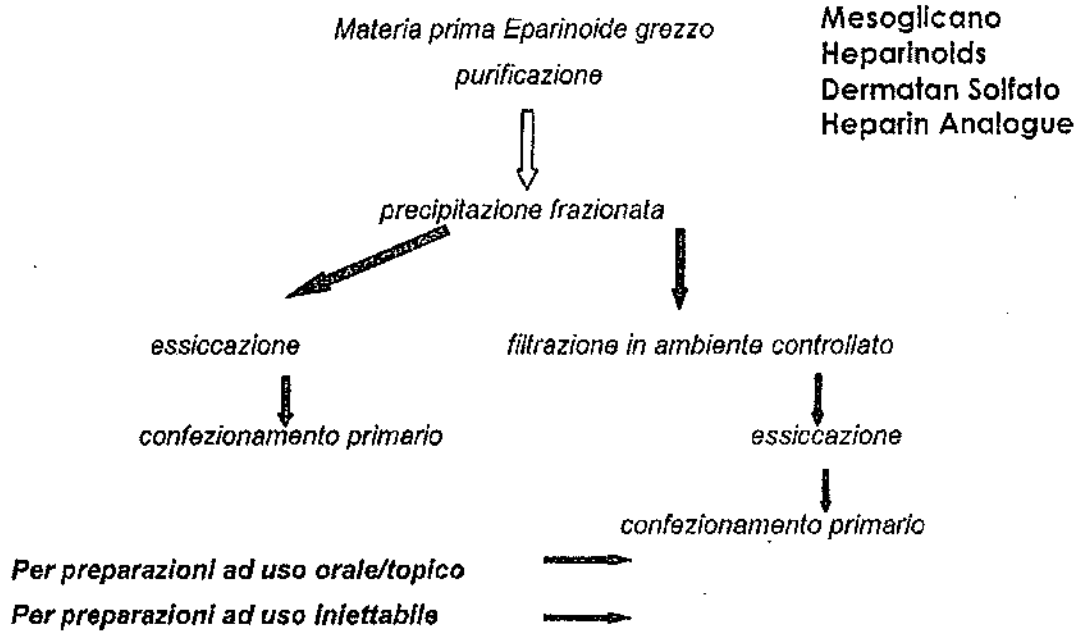 Materia prima Eparinoide grezzo
purificazione
Mesoglicano
Heparinoids
Dermatan Solfato
Heparin Analogue
precipitazione frazionata
essiccazione
filtrazione in ambiente controllato
confezionamento primario
essiccazione
confezionamento primario
Per preparazioni ad uso orale/topico
Per preparazioni ad uso iniettabile